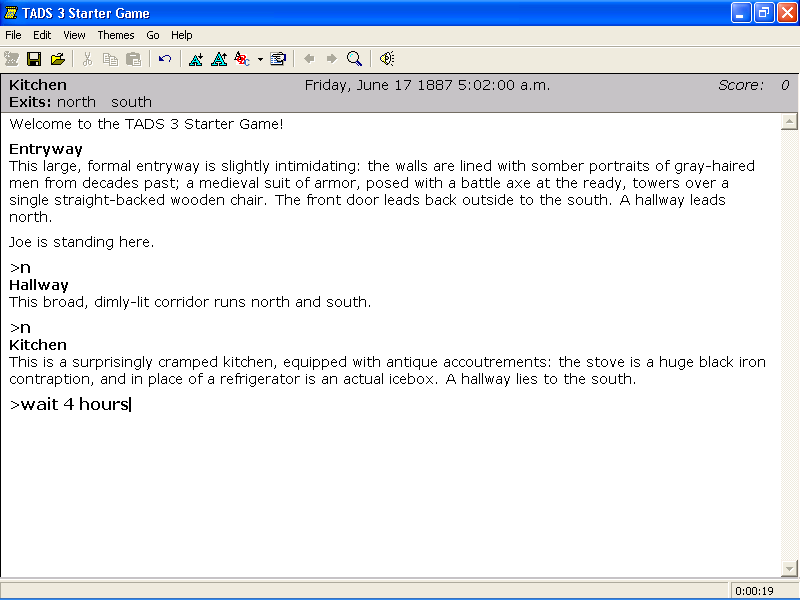 TADS 3 Starter Game
File Edit View Themes Go Help
Kitchen Friday, June 17 1887 5:02:00 a.m. Score: 0
Exits: north south
Welcome to the TADS 3 Starter Game!
Entryway
This large, formal entryway is slightly intimidating: the walls are lined with somber portraits of gray-haired
men from decades past; a medieval suit of armor, posed with a battle axe at the ready, towers over a
single straight-backed wooden chair. The front door leads back outside to the south. A hallway leads
north.
Joe is standing here.
>n
Hallway
This broad, dimly-lit corridor runs north and south.
>n
Kitchen
This is a surprisingly cramped kitchen, equipped with antique accoutrements: the stove is a huge black iron
contraption, and in place of a refrigerator is an actual icebox. A hallway lies to the south.
>wait 4 hours
0:00:19